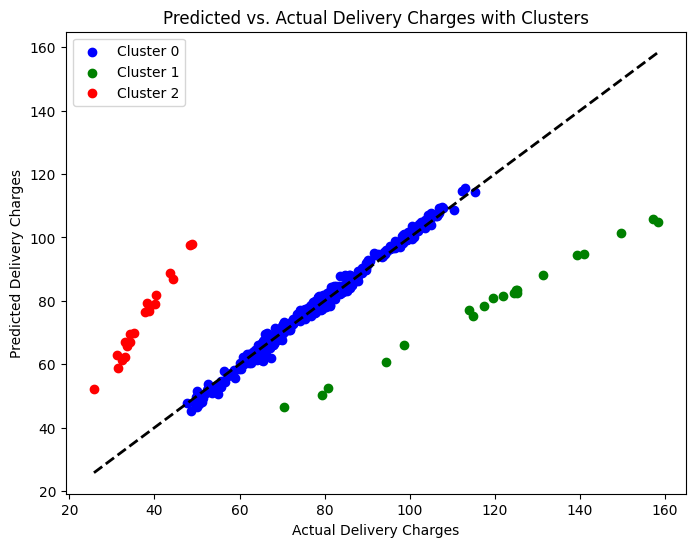 Predicted vs. Actual Delivery Charges with Clusters
160
140
120
100
80
60
40
20
Predicted Delivery Charges
Cluster 0
Cluster 1
Cluster 2
20
40
60
80
100
120
140
160
Actual Delivery Charges